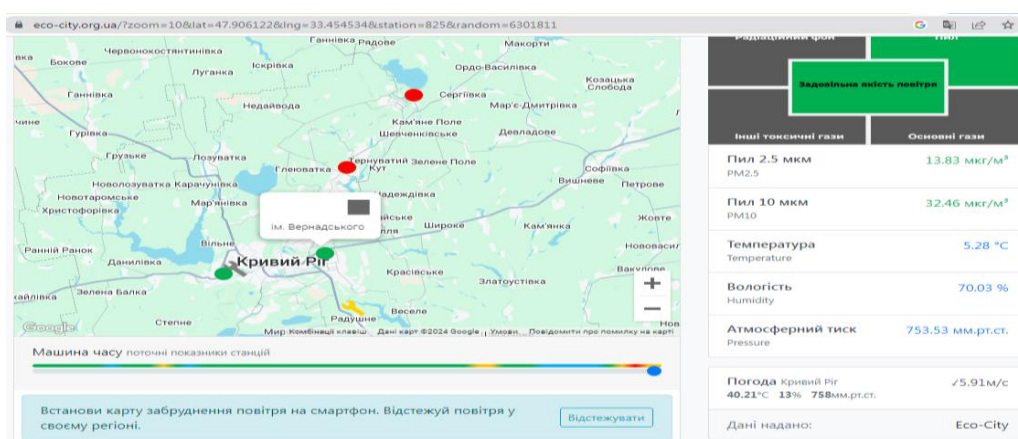 eco-city.org.ua/?zoom=10&lat=47.906122&lng=33.454534&station=825&random=6301811
Ганнівка Рядове
Макорти
Червонокостянтинівка
вка
Бокове
Іскрівка
Луганка
Ордо-Василівка
Козацька
Слобода
Ганнівка
Недайвода
Сергіївка
Мар'є-Дмитрівка
чине
Гурівка
Кам'яне Поле
Шевченківське
Девладове
Грузьке
Лозуватка
Глеюватка
Тернуватий
Кут
Зелене Поле
Софіївка
Вишневе
Петрове
Новолозуватка
Карачунівка
Новотаромське
Христофорівка
Мар'янівка
Надеждівка
ім. Вернадського
Широке
Кам'янка
Жовте
Ранній Ранок
Вільне
Данилівка
Кривий Ріг
Нововасил
Красівське
Златоустівка
Вакулове
Зелена Балка
Веселе
Радушне
Степне
Нов
+
−
Google
Мир Комбінації клавіш
Дані карт ©2024 Google
Умови
Повідомити про помилку на карті
Машина часу поточні показники станцій
Встанови карту забруднення повітря на смартфон. Відстежуй повітря у
своєму регіоні.
Відстежувати
Радіаційний фон
Пил
Задовільна якість повітря
Інші токсичні гази
Основні гази
Пил 2.5 мкм
13.83 мкг/м³
PM2.5
Пил 10 мкм
32.46 мкг/м³
PM10
Температура
5.28 °C
Temperature
Вологість
70.03 %
Humidity
Атмосферний тиск
753.53 мм.рт.ст.
Pressure
Погода Кривий Ріг
5.91м/с
40.21°C 13% 758мм.рт.ст.
Дані надано:
Eco-City